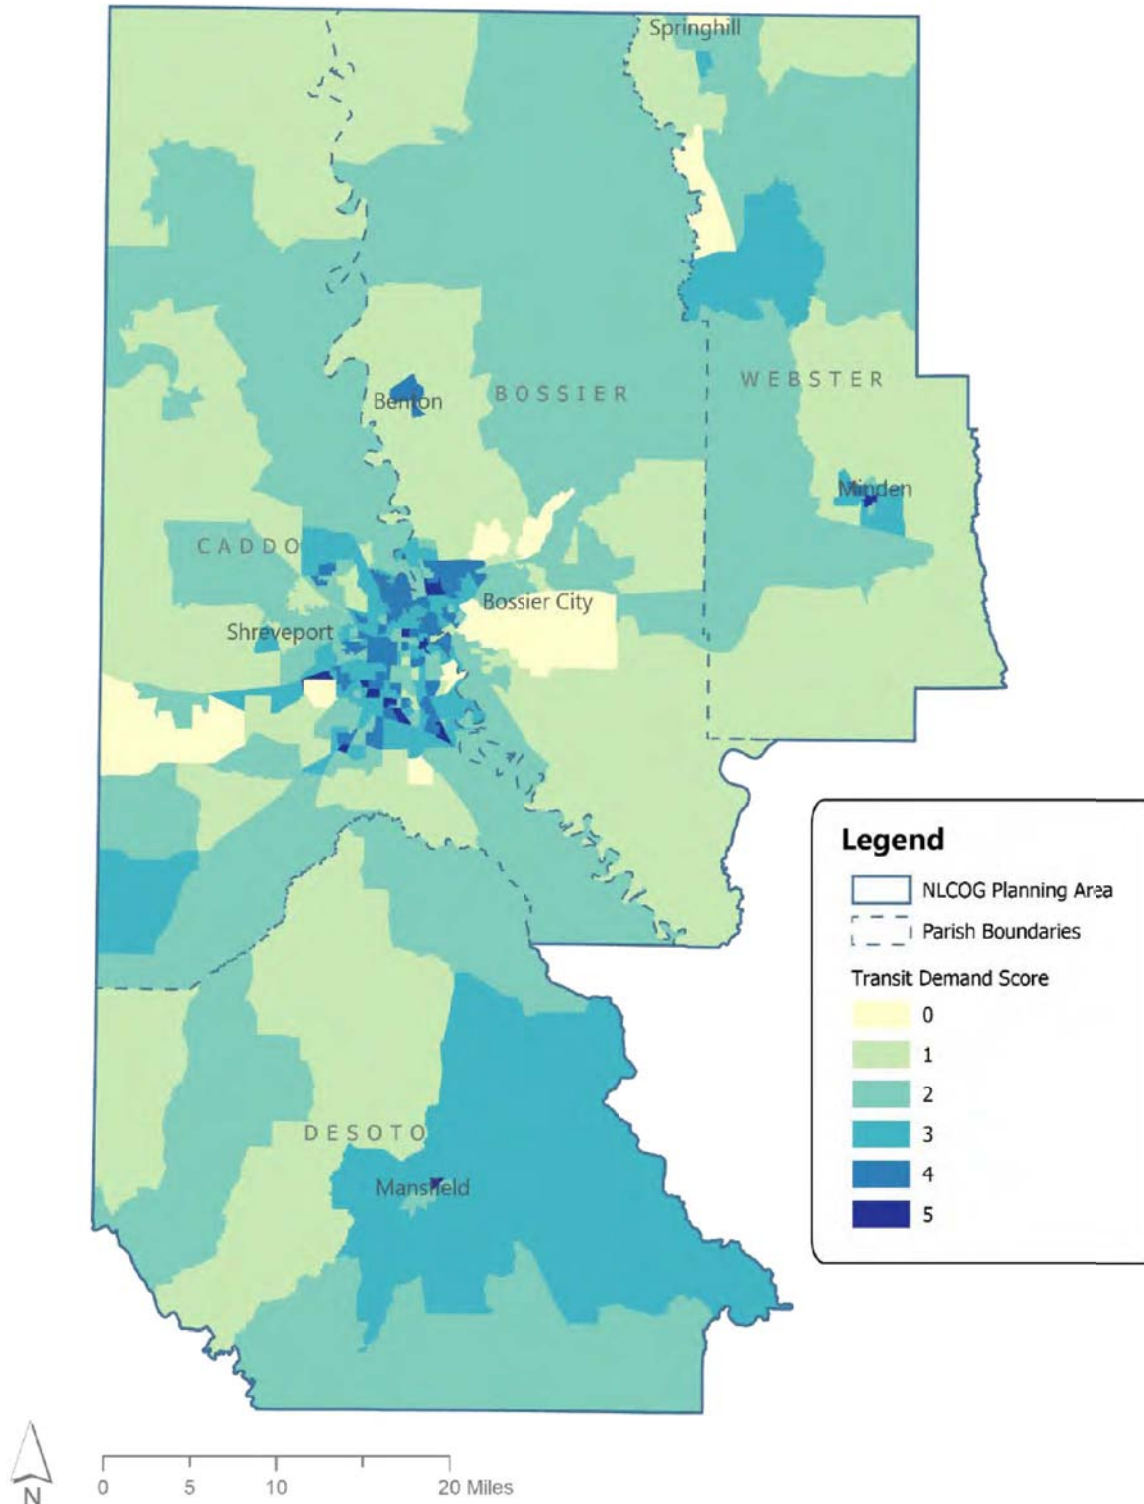 Springhill
WEBSTER
BOSSIER
Benton
Minden
CADDO
Bossier City
Shreveport
DESOTO
Mansfield
Legend
NLCOG Planning Area
Parish Boundaries
Transit Demand Score
0
1
2
3
4
5
N
0 5 10 20 Miles